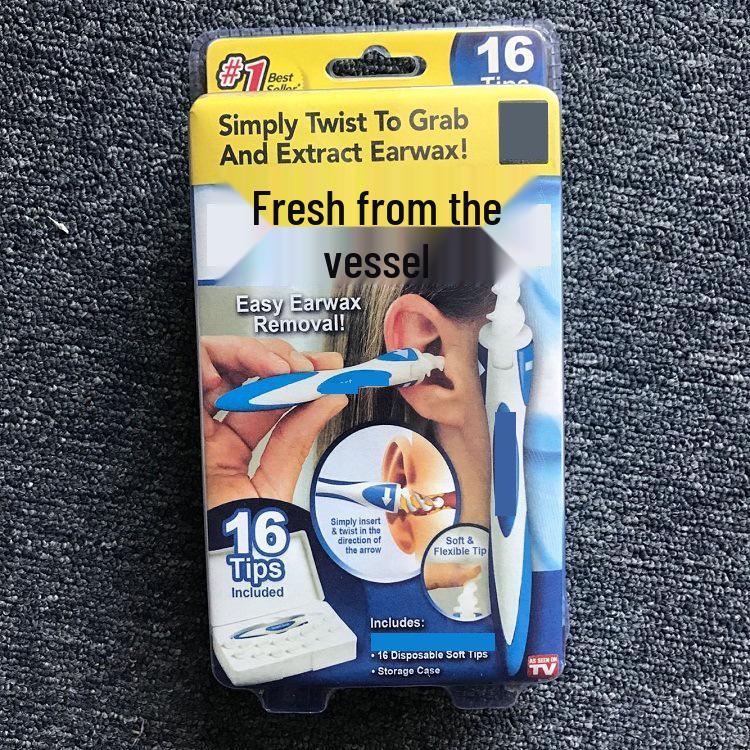 #1 Best
Seller*
16
Tips
Simply Twist To Grab
And Extract Earwax!
Fresh from the
vessel
Easy Earwax
Removal!
Simply insert
& twist in the
direction of
the arrow
Soft &
Flexible Tip
16
Tips
Included
Includes:
• 16 Disposable Soft Tips
• Storage Case
AS SEEN ON
TV